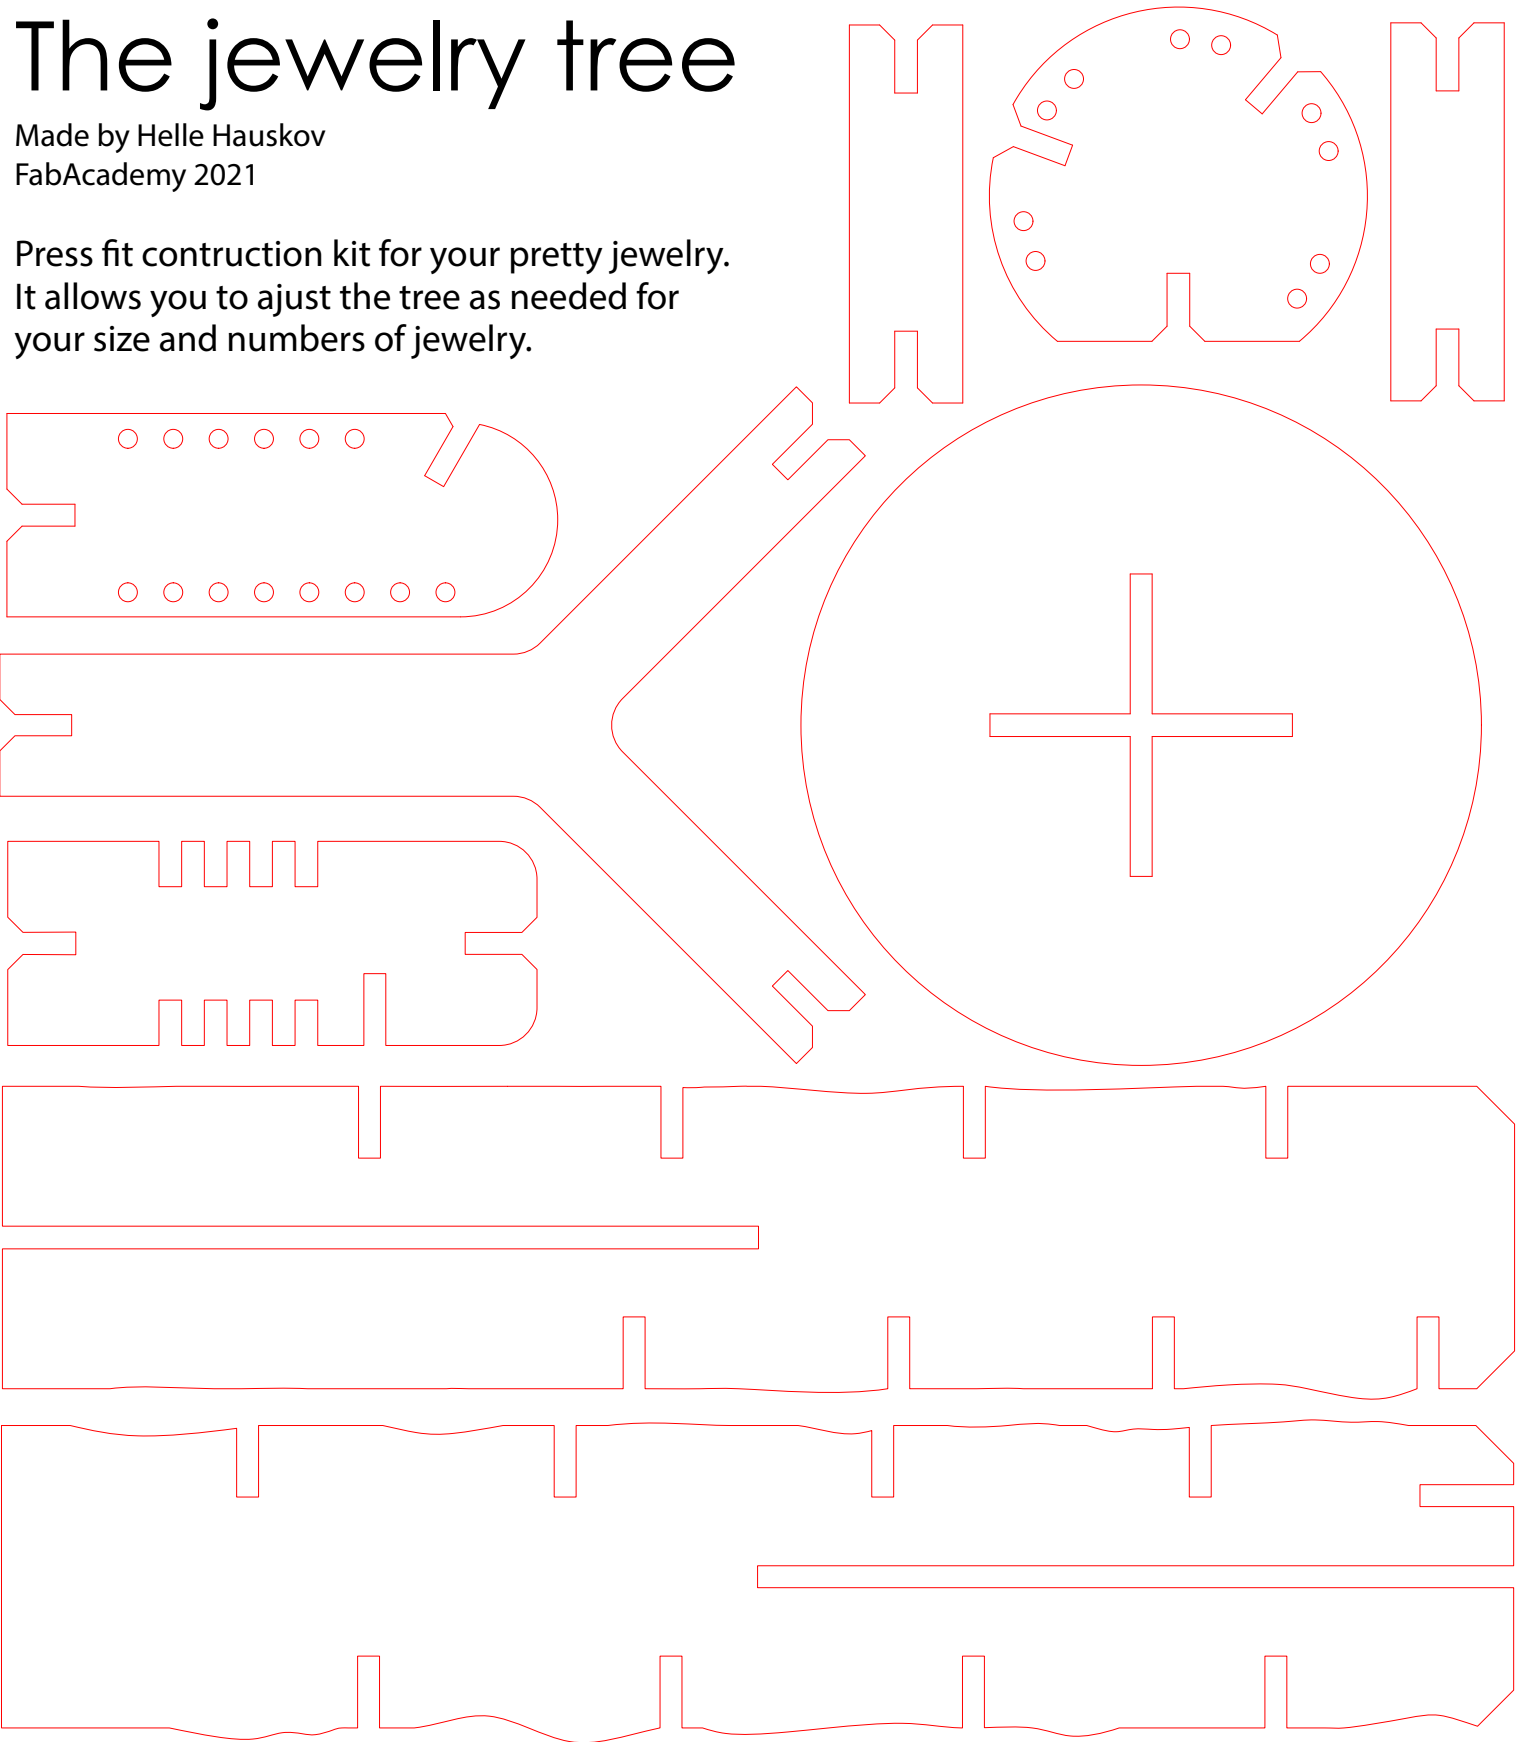 The jewelry tree
Made by Helle Hauskov
FabAcademy 2021
Press fit contruction kit for your pretty jewelry.
It allows you to ajust the tree as needed for
your size and numbers of jewelry.